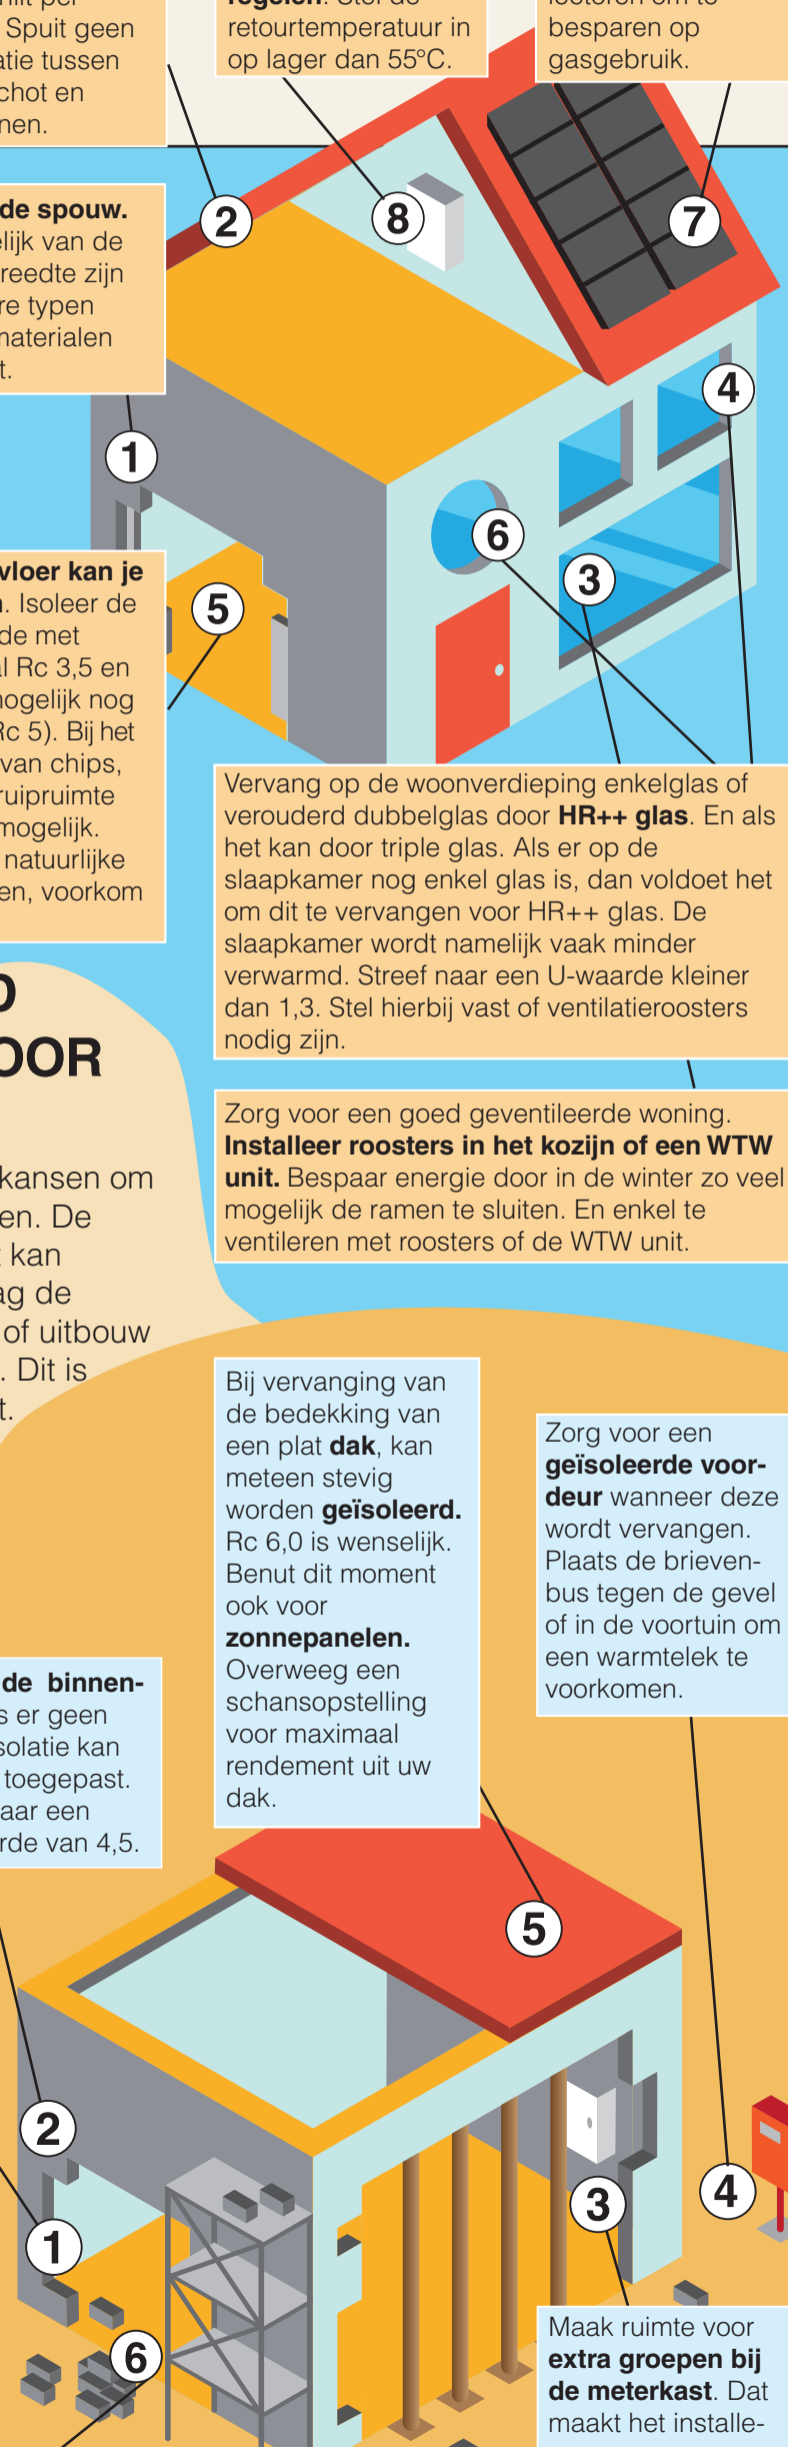 Spuit geen
tussen
en
regelen. Stel de
retourtemperatuur in
op lager dan 55°C.
om te
besparen op
gasgebruik.
2
8
7
de spouw.
van de
zijn
typen
1
4
6
3
5
vloer kan je
Isoleer de
met
Rc 3,5 en
mogelijk nog
Rc 5). Bij het
van chips,
mogelijk.
natuurlijke
voorkom
Vervang op de woonverdieping enkelglas of
verouderd dubbelglas door HR++ glas. En als
het kan door triple glas. Als er op de
slaapkamer nog enkel glas is, dan voldoet het
om dit te vervangen voor HR++ glas. De
slaapkamer wordt namelijk vaak minder
verwarmd. Streef naar een U-waarde kleiner
dan 1,3. Stel hierbij vast of ventilatieroosters
nodig zijn.
Zorg voor een goed geventileerde woning.
Installeer roosters in het kozijn of een WTW
unit. Bespaar energie door in de winter zo veel
mogelijk de ramen te sluiten. En enkel te
ventileren met roosters of de WTW unit.
OOR
kansen om
De
kan
de
of uitbouw
Dit is
Bij vervanging van
de bedekking van
een plat dak, kan
meteen stevig
worden geïsoleerd.
Rc 6,0 is wenselijk.
Benut dit moment
ook voor
zonnepanelen.
Overweeg een
schansopstelling
voor maximaal
rendement uit uw
dak.
Zorg voor een
geïsoleerde voor-
deur wanneer deze
wordt vervangen.
Plaats de brieven-
bus tegen de gevel
of in de voortuin om
een warmtelek te
voorkomen.
de binnen-
er geen
kan
toegepast.
een
van 4,5.
5
2
1
3
4
6
Maak ruimte voor
extra groepen bij
de meterkast. Dat
maakt het installe-